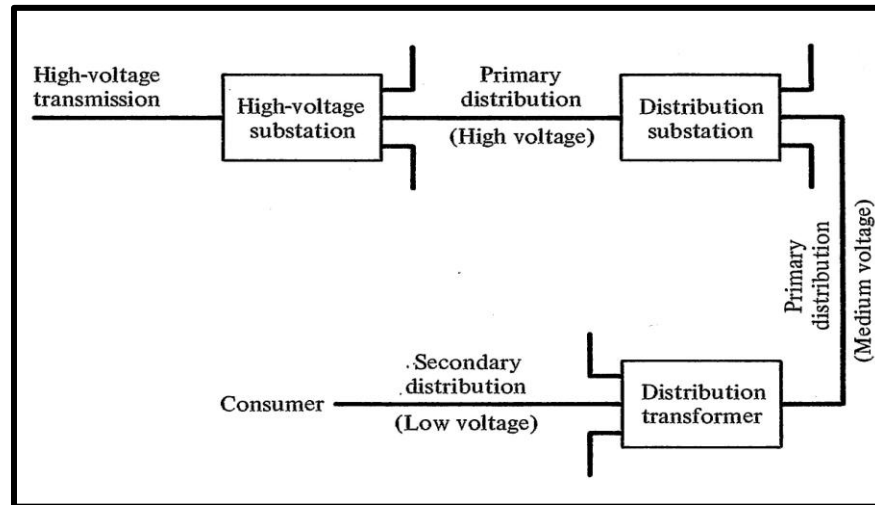 High-voltage
transmission
High-voltage
substation
Primary
distribution
(High voltage)
Distribution
substation
Primary
distribution
(Medium voltage)
Secondary
distribution
(Low voltage)
Consumer
Distribution
transformer